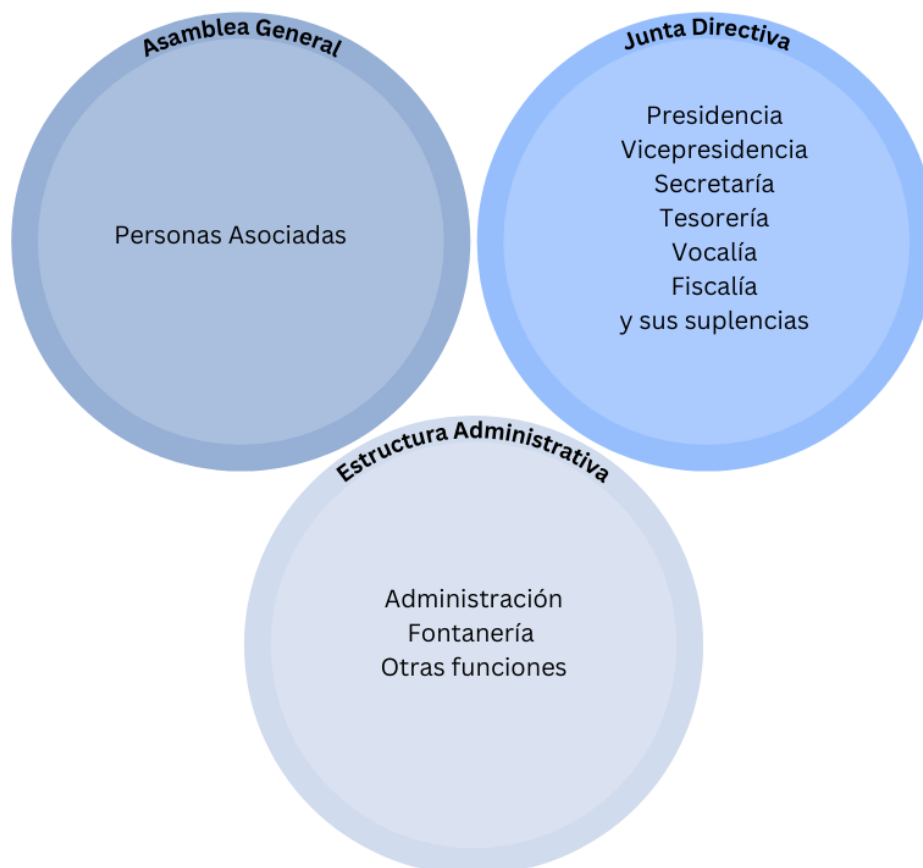 Asamblea General
Personas Asociadas
Junta Directiva
Presidencia
Vicepresidencia
Secretaría
Tesorería
Vocalía
Fiscalía
y sus suplencias
Estructura Administrativa
Administración
Fontanería
Otras funciones